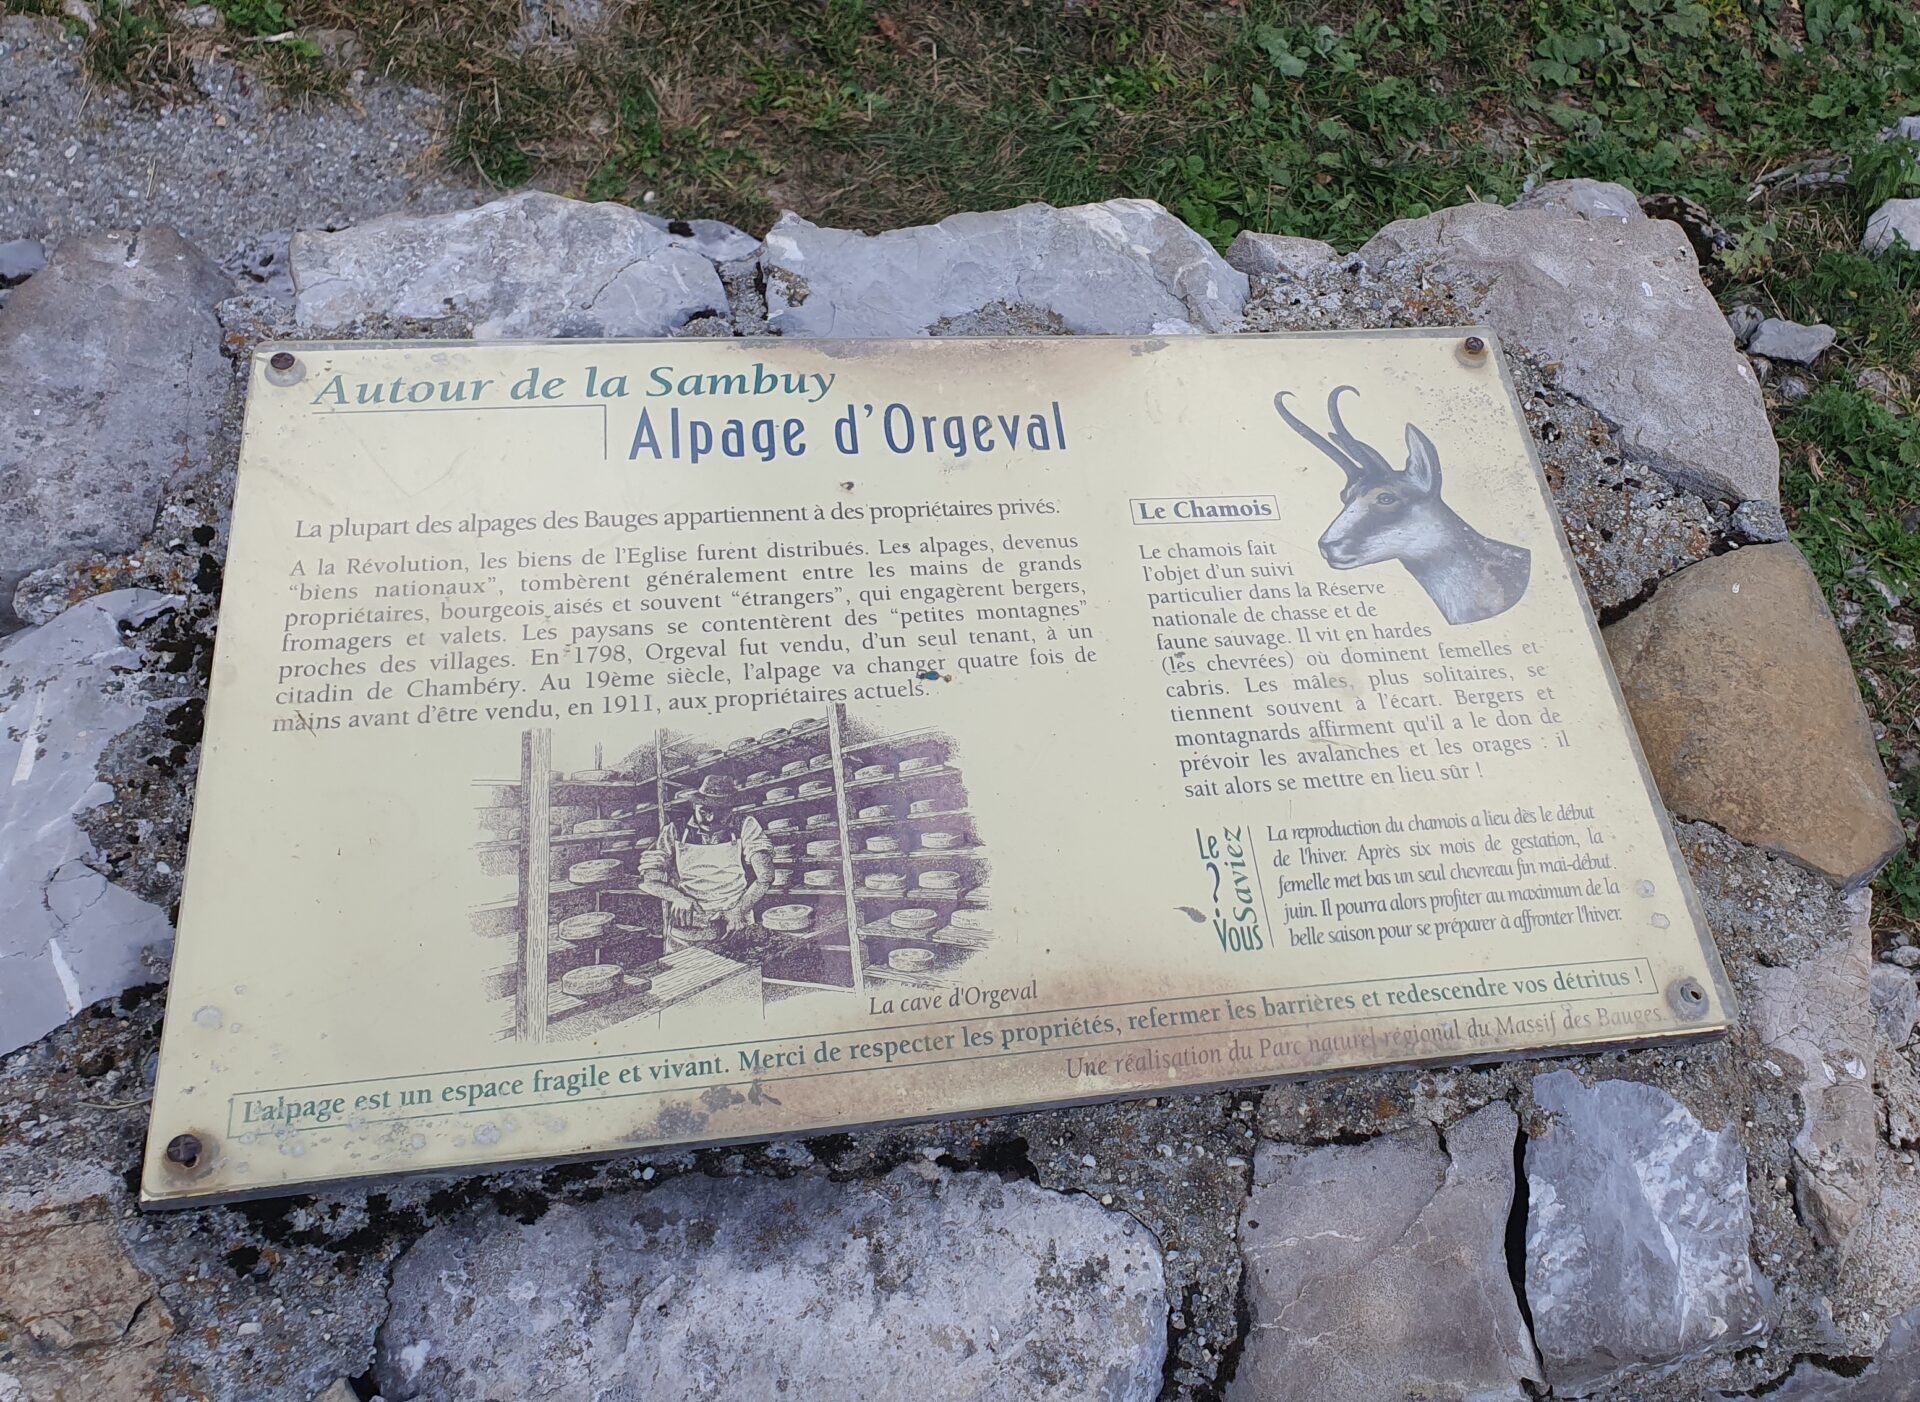 Autour de la Sambuy
Alpage d'Orgeval
La plupart des alpages des Bauges appartiennent à des propriétaires privés.
A la Révolution, les biens de l'Eglise furent distribués. Les alpages, devenus
"biens nationaux", tombèrent généralement entre les mains de grands
propriétaires, bourgeois aisés et souvent "étrangers", qui engagèrent bergers,
fromagers et valets. Les paysans se contentèrent des "petites montagnes"
proches des villages. En 1798, Orgeval fut vendu, d'un seul tenant, à un
citadin de Chambéry. Au 19ème siècle, l'alpage va changer quatre fois de
mains avant d'être vendu, en 1911, aux propriétaires actuels.
La cave d'Orgeval
Le Chamois
Le chamois fait
l'objet d'un suivi
particulier dans la Réserve
nationale de chasse et de
faune sauvage. Il vit en hardes
(les chevrées) où dominent femelles et
cabris. Les mâles, plus solitaires, se
tiennent souvent à l'écart. Bergers et
montagnards affirment qu'il a le don de
prévoir les avalanches et les orages : il
sait alors se mettre en lieu sûr !
Le
Saviez
Vous
?
La reproduction du chamois a lieu dès le début
de l'hiver. Après six mois de gestation, la
femelle met bas un seul chevreau fin mai-début
juin. Il pourra alors profiter au maximum de la
belle saison pour se préparer à affronter l'hiver.
L'alpage est un espace fragile et vivant. Merci de respecter les propriétés, refermer les barrières et redescendre vos détritus !
Une réalisation du Parc naturel régional du Massif des Bauges